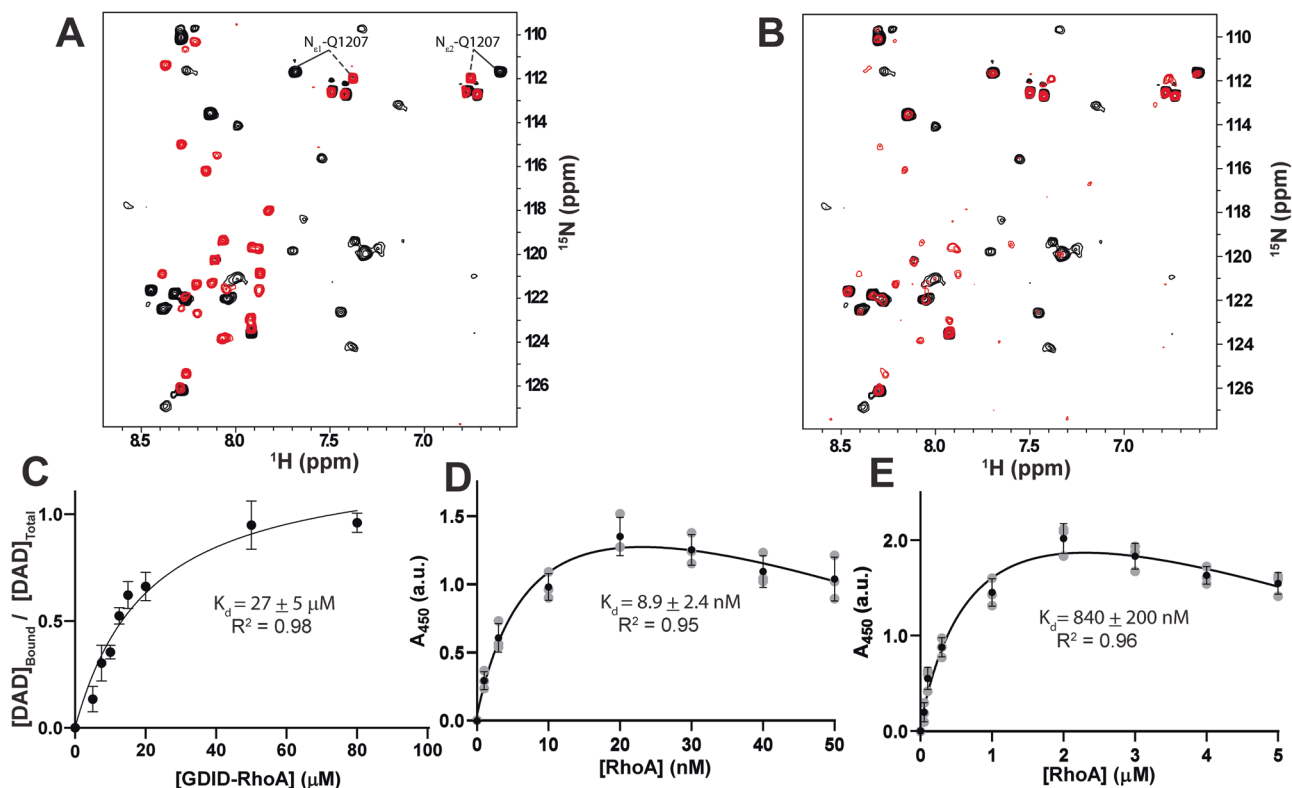 A
N ε1-Q1207
N ε2-Q1207
110
112
114
116
118
120
122
124
126
15N (ppm)
8.5 8.0 7.5 7.0
1H (ppm)
B
110
112
114
116
118
120
122
124
126
15N (ppm)
8.5 8.0 7.5 7.0
1H (ppm)
C
[DAD]Bound / [DAD]Total
1.0
0.5
0.0
Kd = 27 ± 5 μM
R2 = 0.98
0 20 40 60 80 100
[GDID-RhoA] (μM)
D
A450 (a.u.)
1.5
1.0
0.5
0.0
Kd = 8.9 ± 2.4 nM
R2 = 0.95
0 10 20 30 40 50
[RhoA] (nM)
E
A450 (a.u.)
2.0
1.0
0.0
Kd = 840 ± 200 nM
R2 = 0.96
0 1 2 3 4 5
[RhoA] (μM)